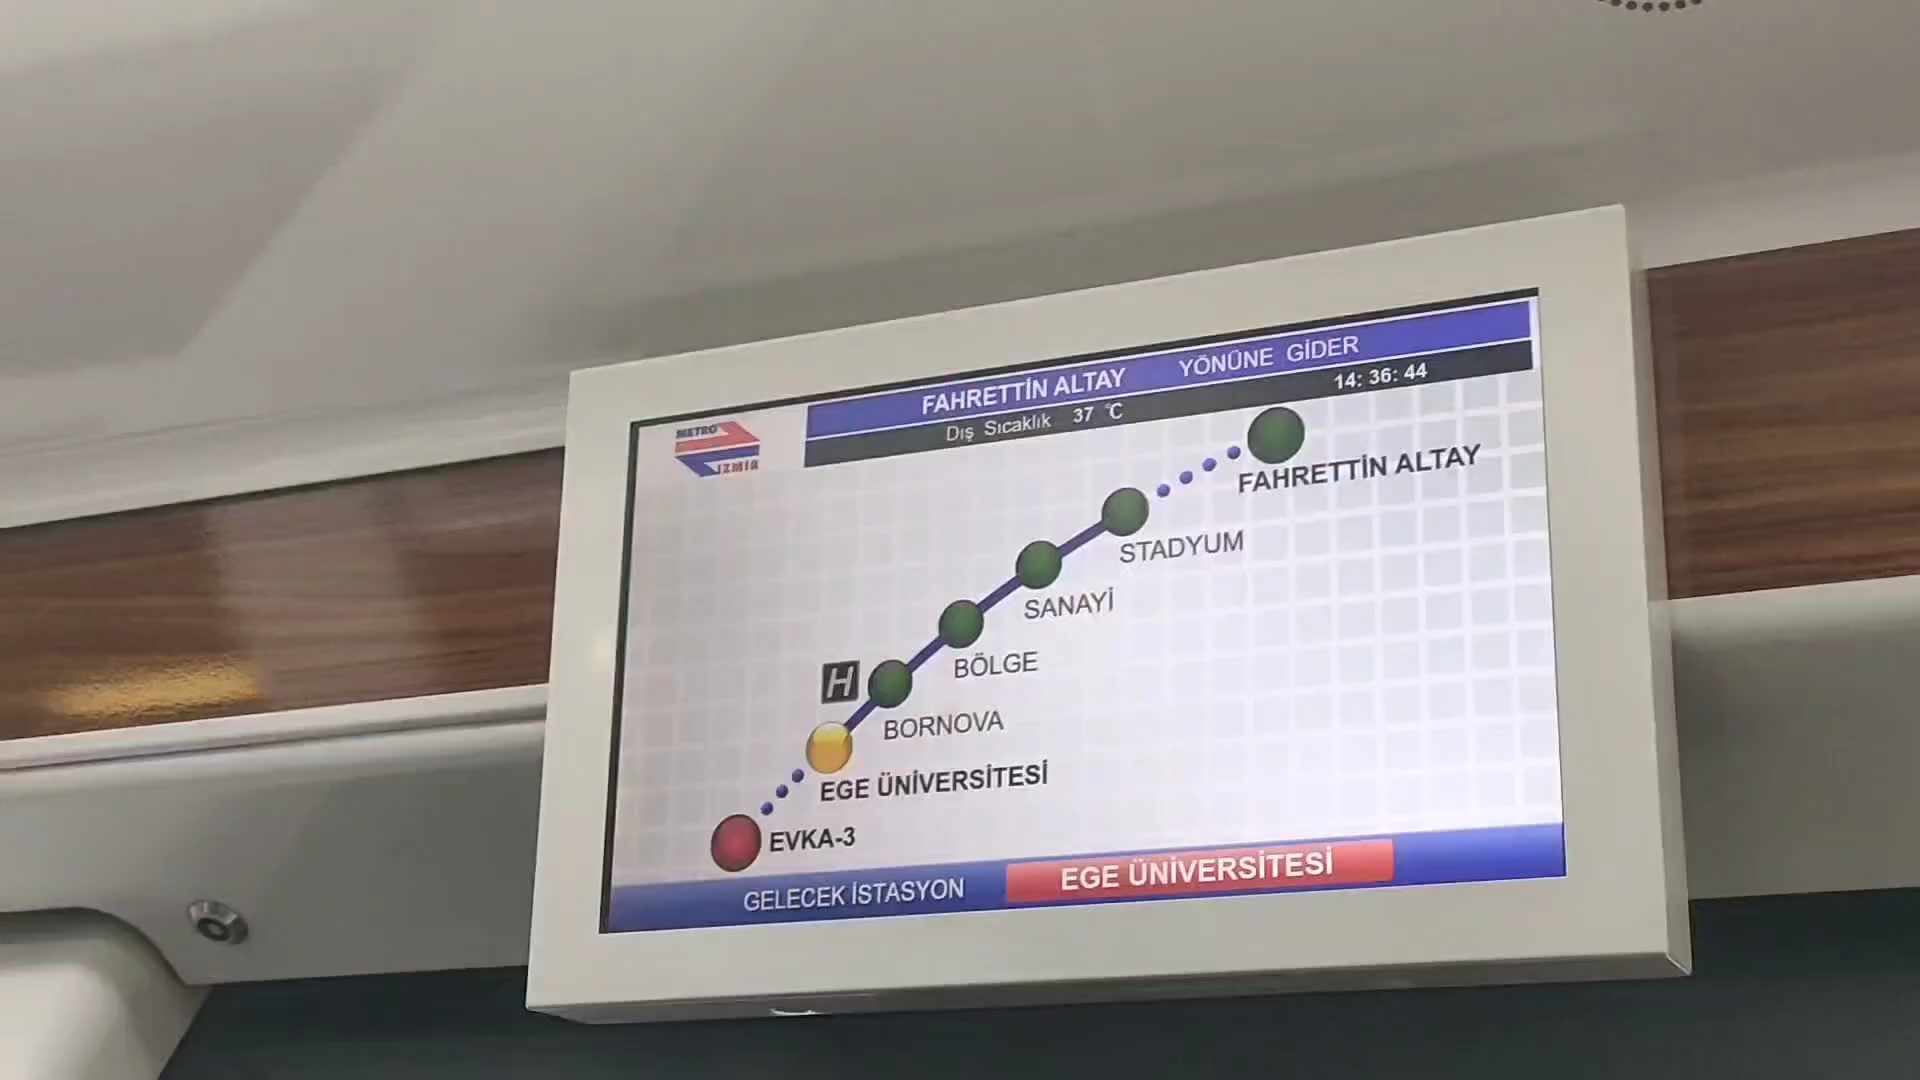 METRO
İZMİR
FAHRETTİN ALTAY YÖNÜNE GİDER
Dış Sıcaklık 37 °C 14: 36: 44
FAHRETTİN ALTAY
STADYUM
SANAYİ
BÖLGE
H
BORNOVA
EGE ÜNİVERSİTESİ
EVKA-3
GELECEK İSTASYON EGE ÜNİVERSİTESİ